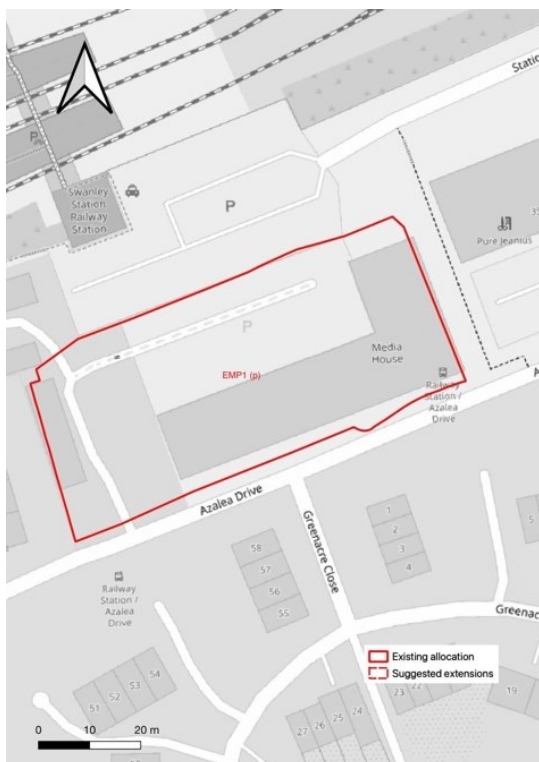 Station
P
Swanley
Station
Railway
Station
P
35
Pure Jeanius
P
Media
House
EMP1 (p)
Railway
Station /
Azalea
Drive
A
Azalea Drive
Greenacre Close
1
2
3
4
5
58
57
56
55
Railway
Station /
Azalea
Drive
Greenac
54
53
52
51
Existing allocation
Suggested extensions
23
22
19
27
26
25
24
0 10 20 m